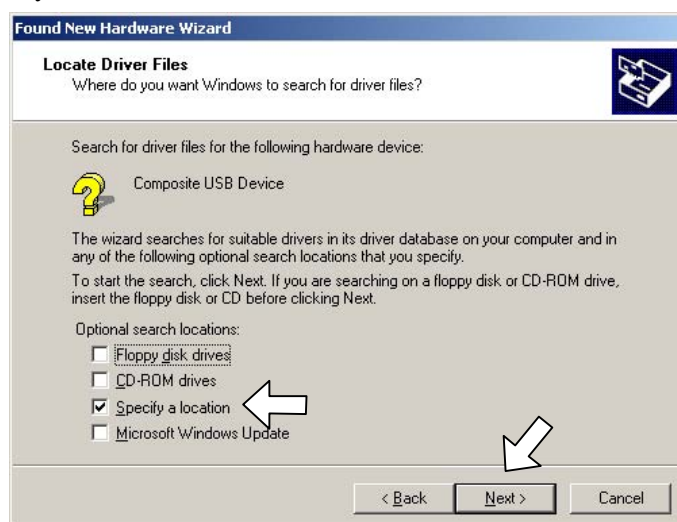 Found New Hardware Wizard
Locate Driver Files
Where do you want Windows to search for driver files?
Search for driver files for the following hardware device:
Composite USB Device
The wizard searches for suitable drivers in its driver database on your computer and in
any of the following optional search locations that you specify.
To start the search, click Next. If you are searching on a floppy disk or CD-ROM drive,
insert the floppy disk or CD before clicking Next.
Optional search locations:
Floppy disk drives
CD-ROM drives
Specify a location
Microsoft Windows Update
< Back Next > Cancel